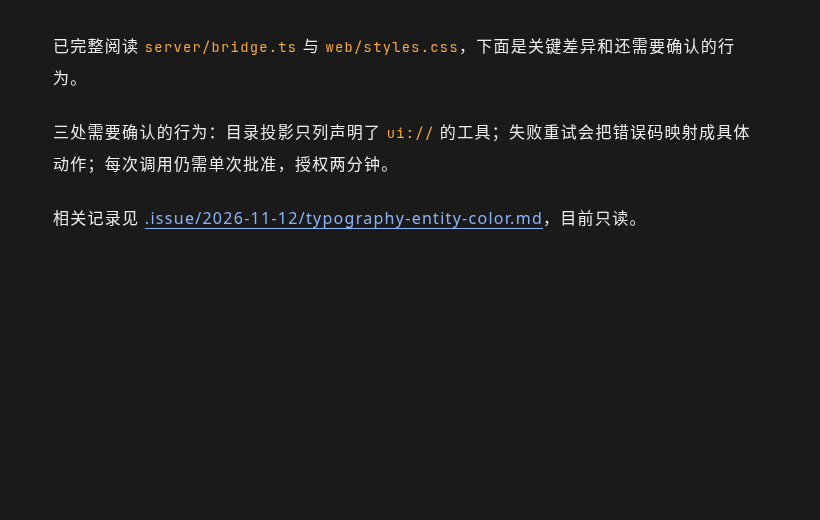 已完整阅读 server/bridge.ts 与 web/styles.css，下面是关键差异和还需要确认的行
为。
三处需要确认的行为：目录投影只列声明了 ui:// 的工具；失败重试会把错误码映射成具体
动作；每次调用仍需单次批准，授权两分钟。
相关记录见 .issue/2026-11-12/typography-entity-color.md，目前只读。